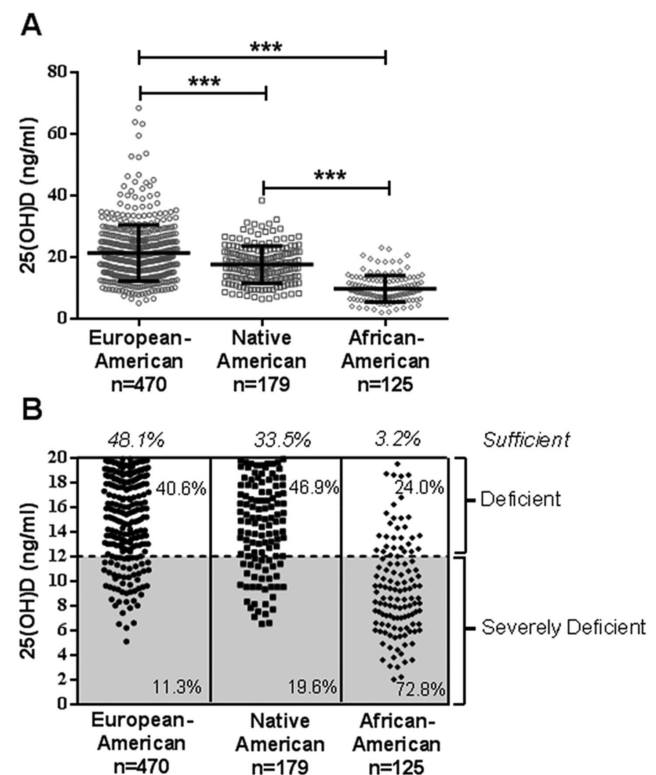 A
***
***
***
25(OH)D (ng/ml)
80
60
40
20
0
European-
American
n=470
Native
American
n=179
African-
American
n=125
B
48.1%
33.5%
3.2%
Sufficient
25(OH)D (ng/ml)
20
18
16
14
12
10
8
6
4
2
0
40.6%
46.9%
24.0%
Deficient
Severely Deficient
11.3%
19.6%
72.8%
European-
American
n=470
Native
American
n=179
African-
American
n=125